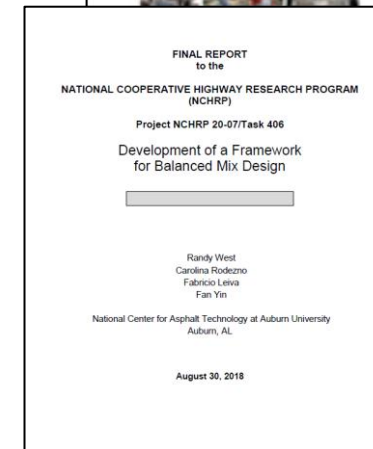 FINAL REPORT
to the
NATIONAL COOPERATIVE HIGHWAY RESEARCH PROGRAM
(NCHRP)
Project NCHRP 20-07/Task 406
Development of a Framework
for Balanced Mix Design
Randy West
Carolina Rodezno
Fabricio Leiva
Fan Yin
National Center for Asphalt Technology at Auburn University
Auburn, AL
August 30, 2018